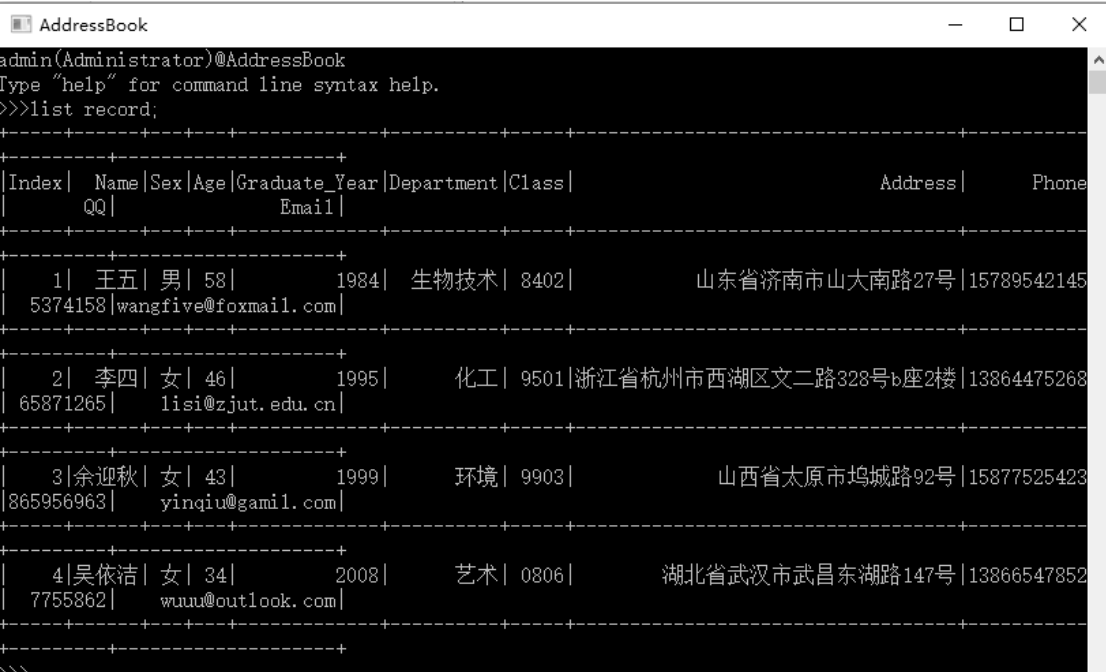 AddressBook
admin(Administrator)@AddressBook
Type "help" for command line syntax help.
>>>list record;
+-----+------+---+---+-------------+----------+-----+-----------------------------------+-----------
+---------+--------------------+
|Index|  Name|Sex|Age|Graduate_Year|Department|Class|                            Address|      Phone
|       QQ|               Email|
+-----+------+---+---+-------------+----------+-----+-----------------------------------+-----------
+---------+--------------------+
|    1|  王五| 男| 58|         1984|  生物技术| 8402|           山东省济南市山大南路27号|15789542145
|  5374158|wangfive@foxmail.com|
+-----+------+---+---+-------------+----------+-----+-----------------------------------+-----------
+---------+--------------------+
|    2|  李四| 女| 46|         1995|      化工| 9501|浙江省杭州市西湖区文二路328号b座2楼|13864475268
| 65871265|    lisi@zjut.edu.cn|
+-----+------+---+---+-------------+----------+-----+-----------------------------------+-----------
+---------+--------------------+
|    3|余迎秋| 女| 43|         1999|      环境| 9903|             山西省太原市坞城路92号|15877525423
|865956963|    yinqiu@gamil.com|
+-----+------+---+---+-------------+----------+-----+-----------------------------------+-----------
+---------+--------------------+
|    4|吴依洁| 女| 34|         2008|      艺术| 0806|        湖北省武汉市武昌东湖路147号|13866547852
|  7755862|    wuuu@outlook.com|
+-----+------+---+---+-------------+----------+-----+-----------------------------------+-----------
+---------+--------------------+
>>>